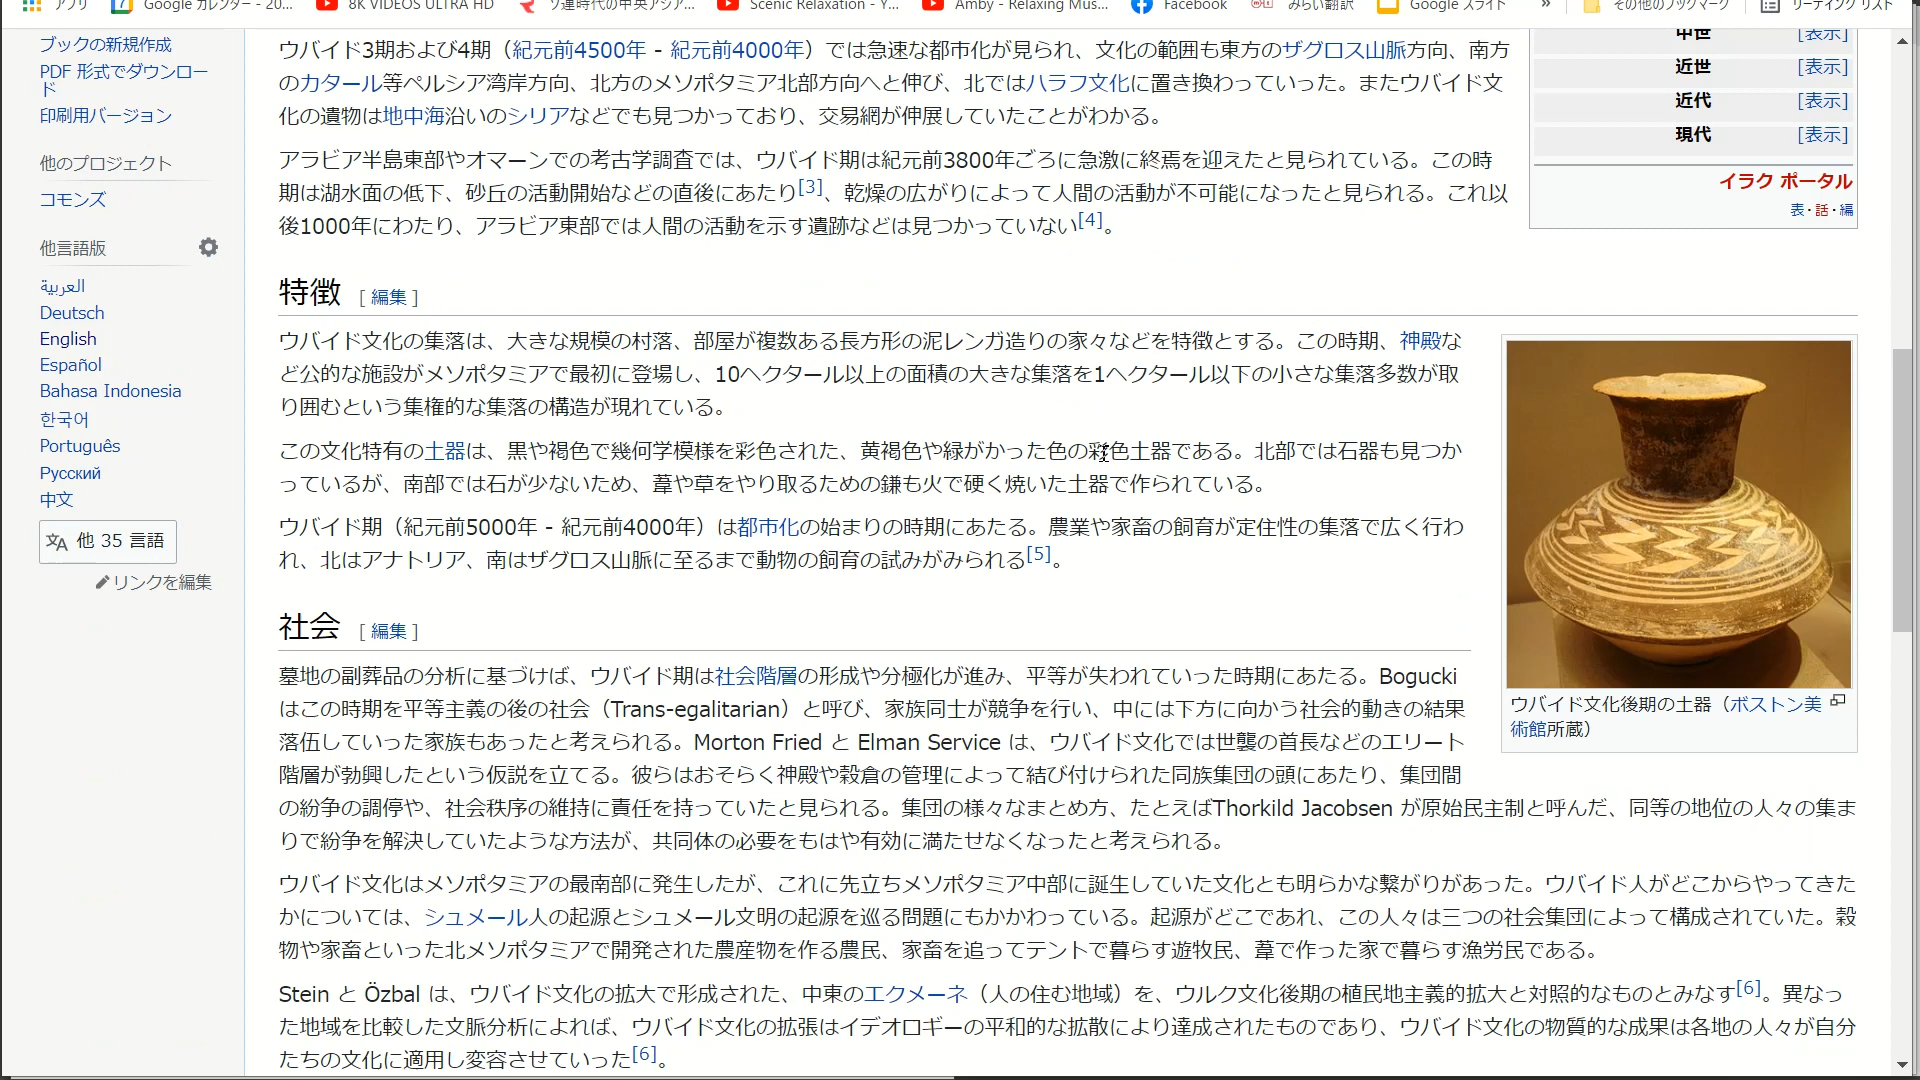 アプリ
Google カレンダー - 20...
8K VIDEOS ULTRA HD
ソ連時代の中央アジア...
Scenic Relaxation - Y...
Amby - Relaxing Mus...
Facebook
みらい翻訳
Google スライド
»
その他のブックマーク
リーディング リスト
ブックの新規作成
PDF 形式でダウンロー
ド
印刷用バージョン
他のプロジェクト
コモンズ
他言語版
العربية
Deutsch
English
Español
Bahasa Indonesia
한국어
Português
Русский
中文
他 35 言語
リンクを編集
ウバイド3期および4期（紀元前4500年 - 紀元前4000年）では急速な都市化が見られ、文化の範囲も東方のザグロス山脈方向、南方
のカタール等ペルシア湾岸方向、北方のメソポタミア北部方向へと伸び、北ではハラフ文化に置き換わっていった。またウバイド文
化の遺物は地中海沿いのシリアなどでも見つかっており、交易網が伸展していたことがわかる。
アラビア半島東部やオマーンでの考古学調査では、ウバイド期は紀元前3800年ごろに急激に終焉を迎えたと見られている。この時
期は湖水面の低下、砂丘の活動開始などの直後にあたり[3]、乾燥の広がりによって人間の活動が不可能になったと見られる。これ以
後1000年にわたり、アラビア東部では人間の活動を示す遺跡などは見つかっていない[4]。
特徴 [ 編集 ]
ウバイド文化の集落は、大きな規模の村落、部屋が複数ある長方形の泥レンガ造りの家々などを特徴とする。この時期、神殿な
ど公的な施設がメソポタミアで最初に登場し、10ヘクタール以上の面積の大きな集落を1ヘクタール以下の小さな集落多数が取
り囲むという集権的な集落の構造が現れている。
この文化特有の土器は、黒や褐色で幾何学模様を彩色された、黄褐色や緑がかった色の彩色土器である。北部では石器も見つか
っているが、南部では石が少ないため、葦や草をやり取るための鎌も火で硬く焼いた土器で作られている。
ウバイド期（紀元前5000年 - 紀元前4000年）は都市化の始まりの時期にあたる。農業や家畜の飼育が定住性の集落で広く行わ
れ、北はアナトリア、南はザグロス山脈に至るまで動物の飼育の試みがみられる[5]。
社会 [ 編集 ]
墓地の副葬品の分析に基づけば、ウバイド期は社会階層の形成や分極化が進み、平等が失われていった時期にあたる。Bogucki
はこの時期を平等主義の後の社会（Trans-egalitarian）と呼び、家族同士が競争を行い、中には下方に向かう社会的動きの結果
落伍していった家族もあったと考えられる。Morton Fried と Elman Service は、ウバイド文化では世襲の首長などのエリート
階層が勃興したという仮説を立てる。彼らはおそらく神殿や穀倉の管理によって結び付けられた同族集団の頭にあたり、集団間
の紛争の調停や、社会秩序の維持に責任を持っていたと見られる。集団の様々なまとめ方、たとえばThorkild Jacobsen が原始民主制と呼んだ、同等の地位の人々の集ま
りで紛争を解決していたような方法が、共同体の必要をもはや有効に満たせなくなったと考えられる。
ウバイド文化はメソポタミアの最南部に発生したが、これに先立ちメソポタミア中部に誕生していた文化とも明らかな繋がりがあった。ウバイド人がどこからやってきた
かについては、シュメール人の起源とシュメール文明の起源を巡る問題にもかかわっている。起源がどこであれ、この人々は三つの社会集団によって構成されていた。穀
物や家畜といった北メソポタミアで開発された農産物を作る農民、家畜を追ってテントで暮らす遊牧民、葦で作った家で暮らす漁労民である。
Stein と Özbal は、ウバイド文化の拡大で形成された、中東のエクメーネ（人の住む地域）を、ウルク文化後期の植民地主義的拡大と対照的なものとみなす[6]。異なっ
た地域を比較した文脈分析によれば、ウバイド文化の拡張はイデオロギーの平和的な拡散により達成されたものであり、ウバイド文化の物質的な成果は各地の人々が自分
たちの文化に適用し変容させていった[6]。
中世 [表示]
近世 [表示]
近代 [表示]
現代 [表示]
イラク ポータル
表・話・編
ウバイド文化後期の土器（ボストン美
術館所蔵）